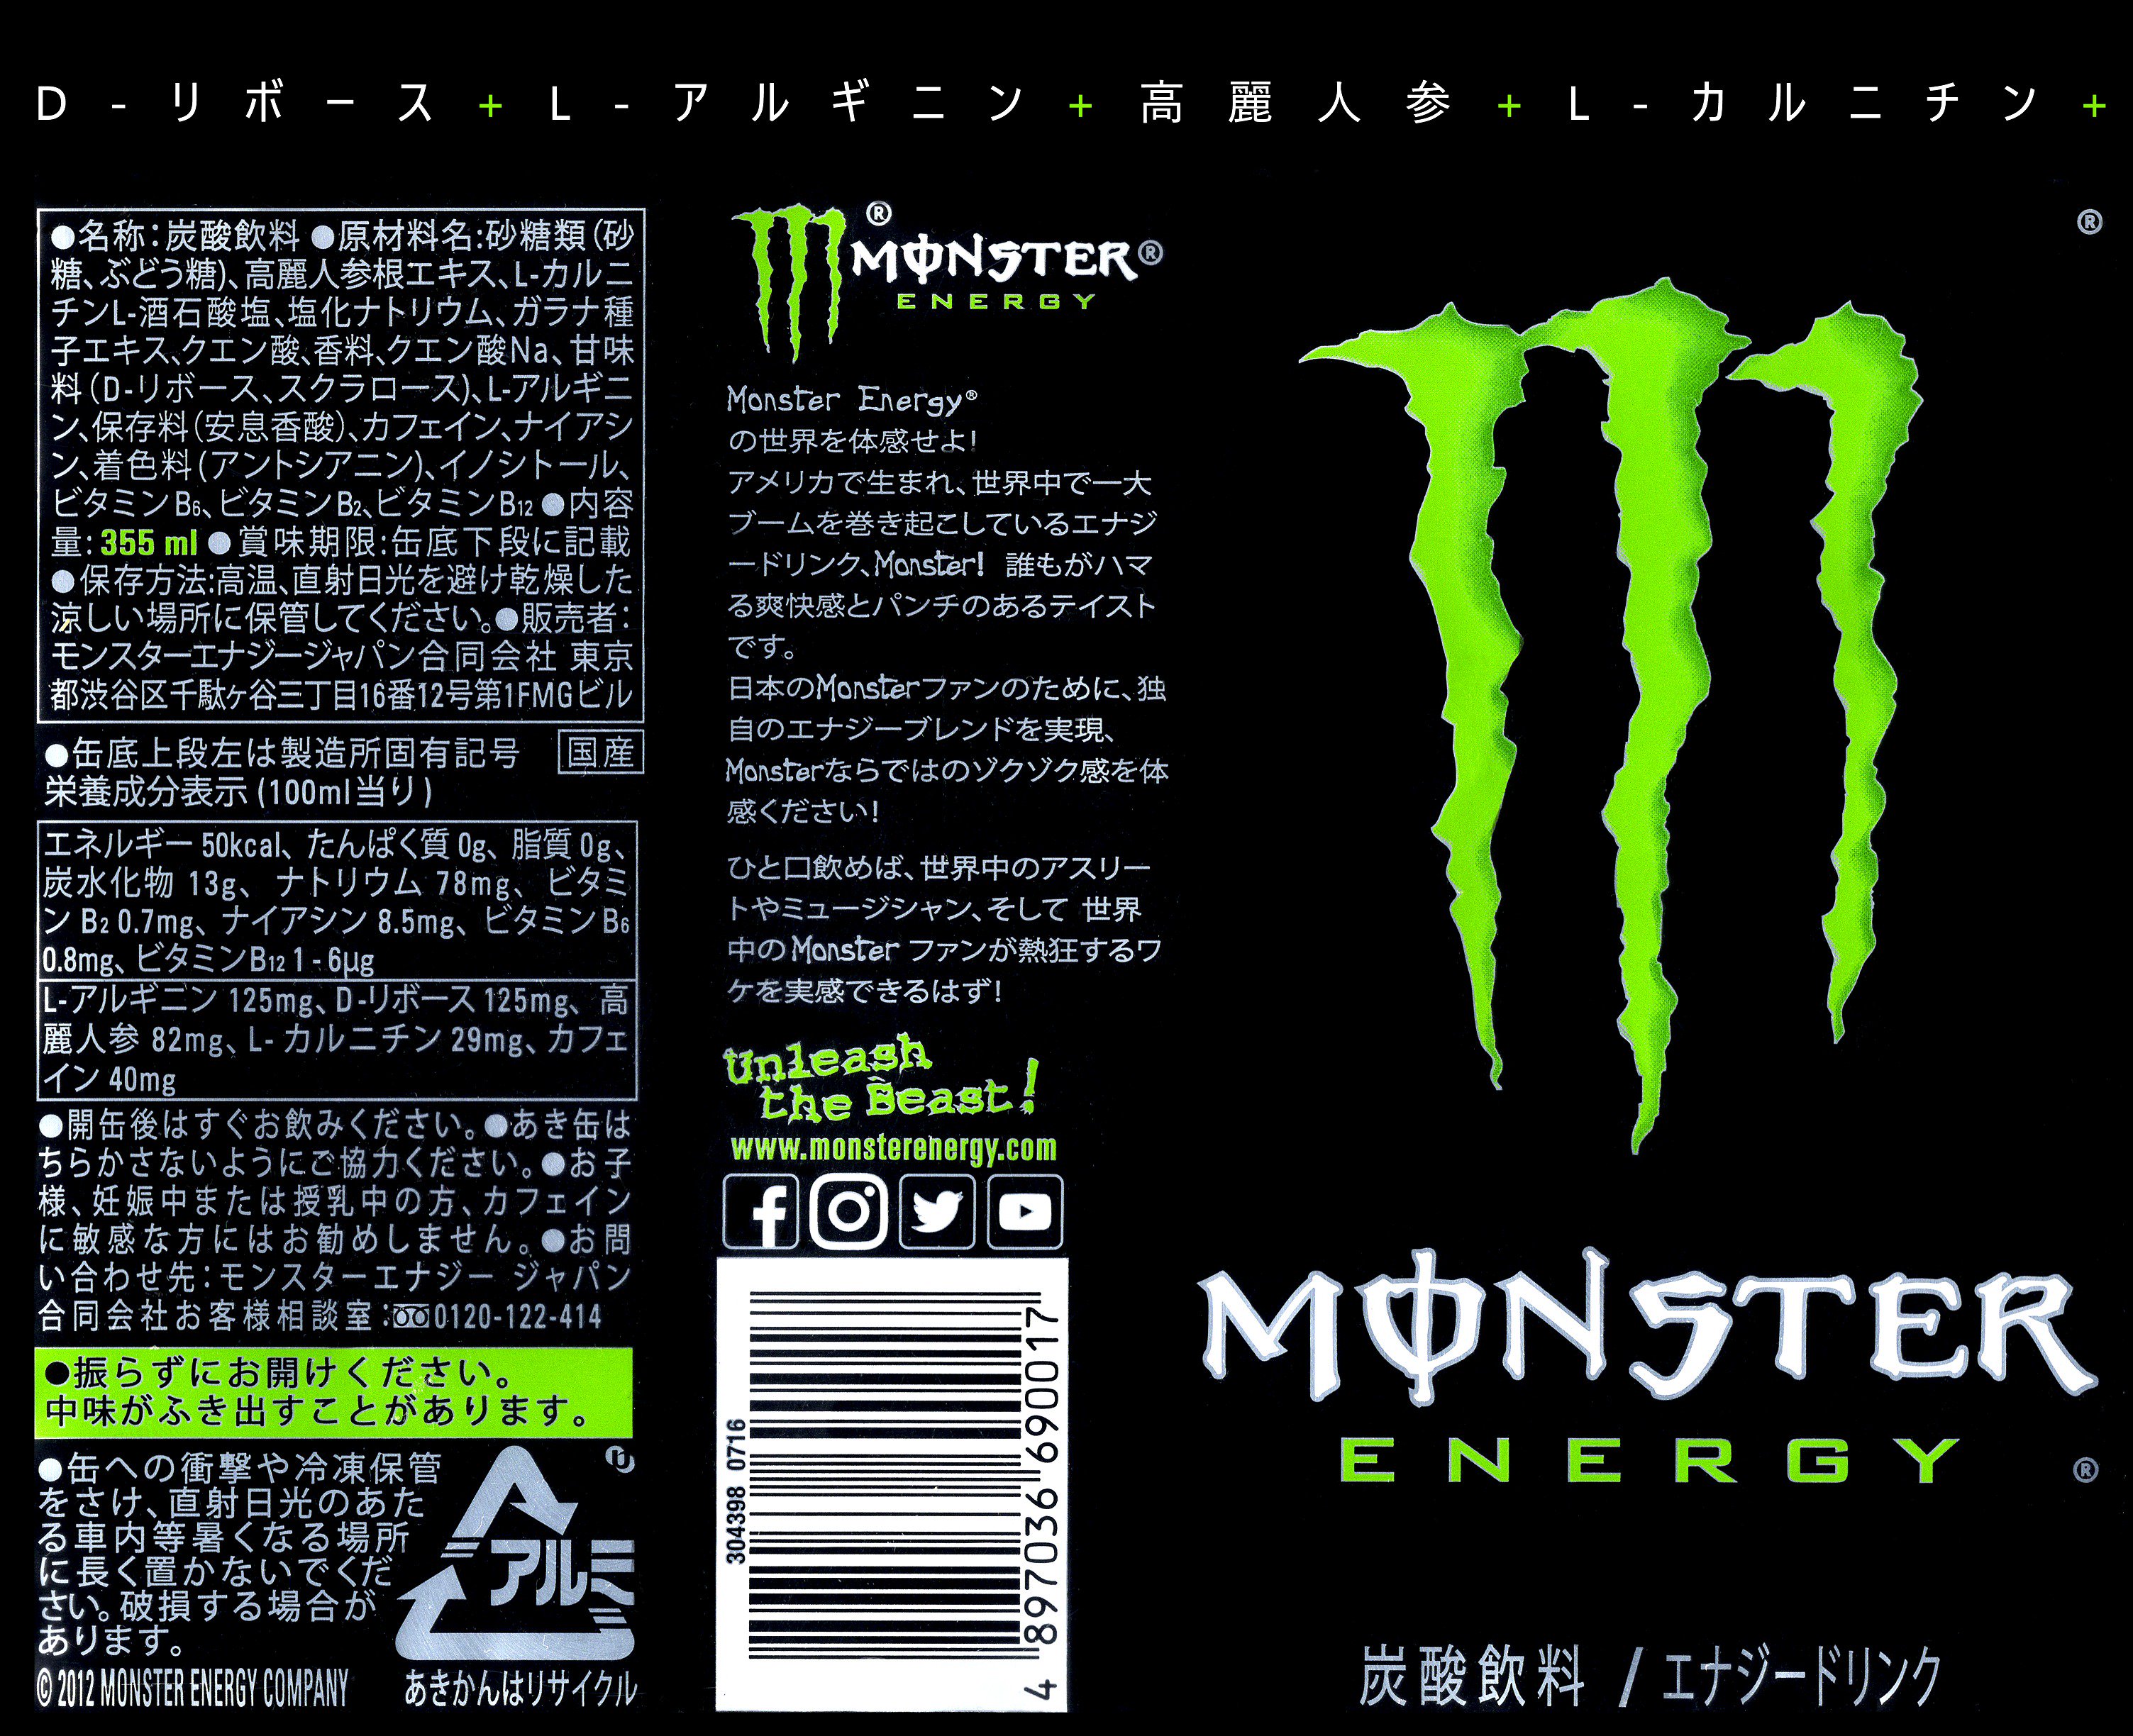 D-リボース+L-アルギニン+高麗人参+L-カルニチン+
●名称:炭酸飲料 ●原材料名:砂糖類(砂
糖、ぶどう糖)、高麗人参根エキス、L-カルニ
チンL-酒石酸塩、塩化ナトリウム、ガラナ種
子エキス、クエン酸、香料、クエン酸Na、甘味
料(D-リボース、スクラロース)、L-アルギニ
ン、保存料(安息香酸)、カフェイン、ナイアシ
ン、着色料(アントシアニン)、イノシトール、
ビタミンB6、ビタミンB2、ビタミンB12 ●内容
量:355 ml ●賞味期限:缶底下段に記載
●保存方法:高温、直射日光を避け乾燥した
涼しい場所に保管してください。●販売者:
モンスターエナジージャパン合同会社 東京
都渋谷区千駄ヶ谷三丁目16番12号第1FMGビル
●缶底上段左は製造所固有記号 国産
栄養成分表示 (100ml当り)
エネルギー 50kcal、たんぱく質 0g、脂質 0g、
炭水化物 13g、ナトリウム 78mg、ビタミ
ン B2 0.7mg、ナイアシン 8.5mg、ビタミン B6
0.8mg、ビタミンB12 1 - 6μg
L-アルギニン 125mg、D-リボース 125mg、高
麗人参 82mg、L- カルニチン 29mg、カフェ
イン 40mg
●開缶後はすぐお飲みください。●あき缶は
ちらかさないようにご協力ください。●お子
様、妊娠中または授乳中の方、カフェイン
に敏感な方にはお勧めしません。●お問
い合わせ先:モンスターエナジー ジャパン
合同会社お客様相談室:0120-122-414
●振らずにお開けください。
中味がふき出すことがあります。
●缶への衝撃や冷凍保管
をさけ、直射日光のあた
る車内等暑くなる場所
に長く置かないでくだ
さい。破損する場合が
あります。
© 2012 MONSTER ENERGY COMPANY
アルミ
あきかんはリサイクル
®
MONSTER®
ENERGY
Monster Energy®
の世界を体感せよ!
アメリカで生まれ、世界中で一大
ブームを巻き起こしているエナジ
ードリンク、Monster! 誰もがハマ
る爽快感とパンチのあるテイスト
です。
日本のMonsterファンのために、独
自のエナジーブレンドを実現、
Monsterならではのゾクゾク感を体
感ください!
ひと口飲めば、世界中のアスリー
トやミュージシャン、そして 世界
中のMonster ファンが熱狂するワ
ケを実感できるはず!
Unleash
the Beast!
www.monsterenergy.com
304398 0716
4 897036 690017
®
MONSTER
ENERGY ®
炭酸飲料 / エナジードリンク